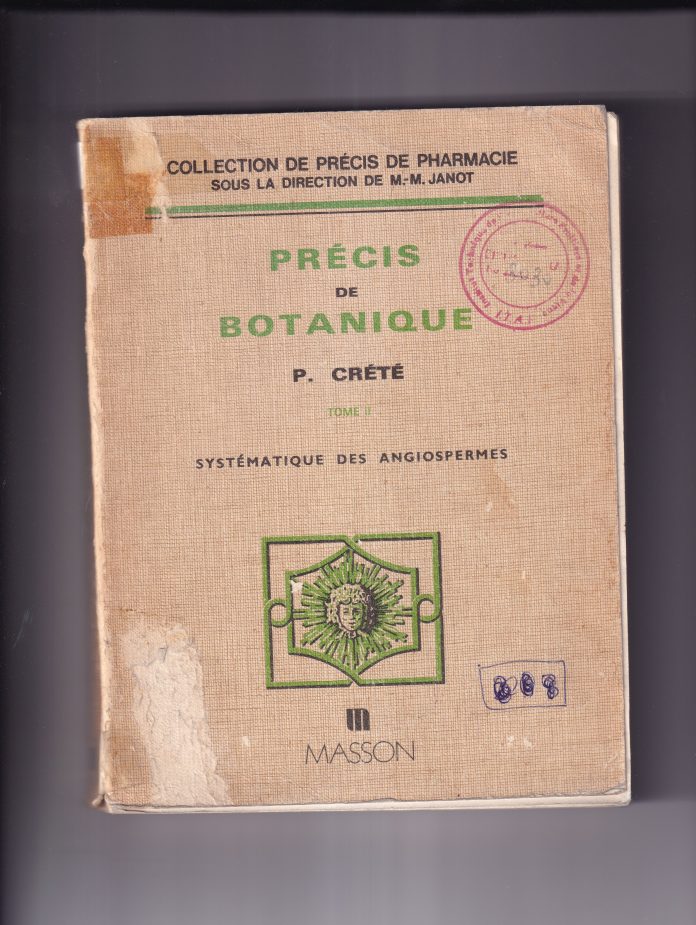 COLLECTION DE PRÉCIS DE PHARMACIE
SOUS LA DIRECTION DE M.-M. JANOT
PRÉCIS
DE
BOTANIQUE
P. CRÉTÉ
TOME II
SYSTÉMATIQUE DES ANGIOSPERMES
m
MASSON